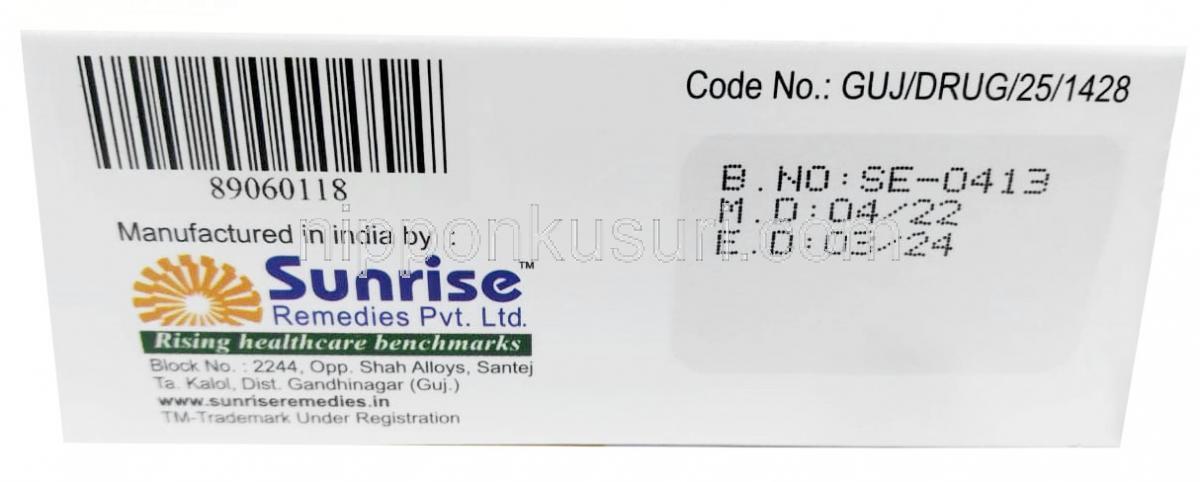 Code No.: GUJ/DRUG/25/1428
89060118
B.NO:SE-0413
M.D:04/22
E.D:03/24
nipponkusuri.com
Manufactured in india by :
Sunrise™
Remedies Pvt. Ltd.
Rising healthcare benchmarks
Block No. : 2244, Opp. Shah Alloys, Santej
Ta. Kalol, Dist. Gandhinagar (Guj.)
www.sunriseremedies.in
TM-Trademark Under Registration